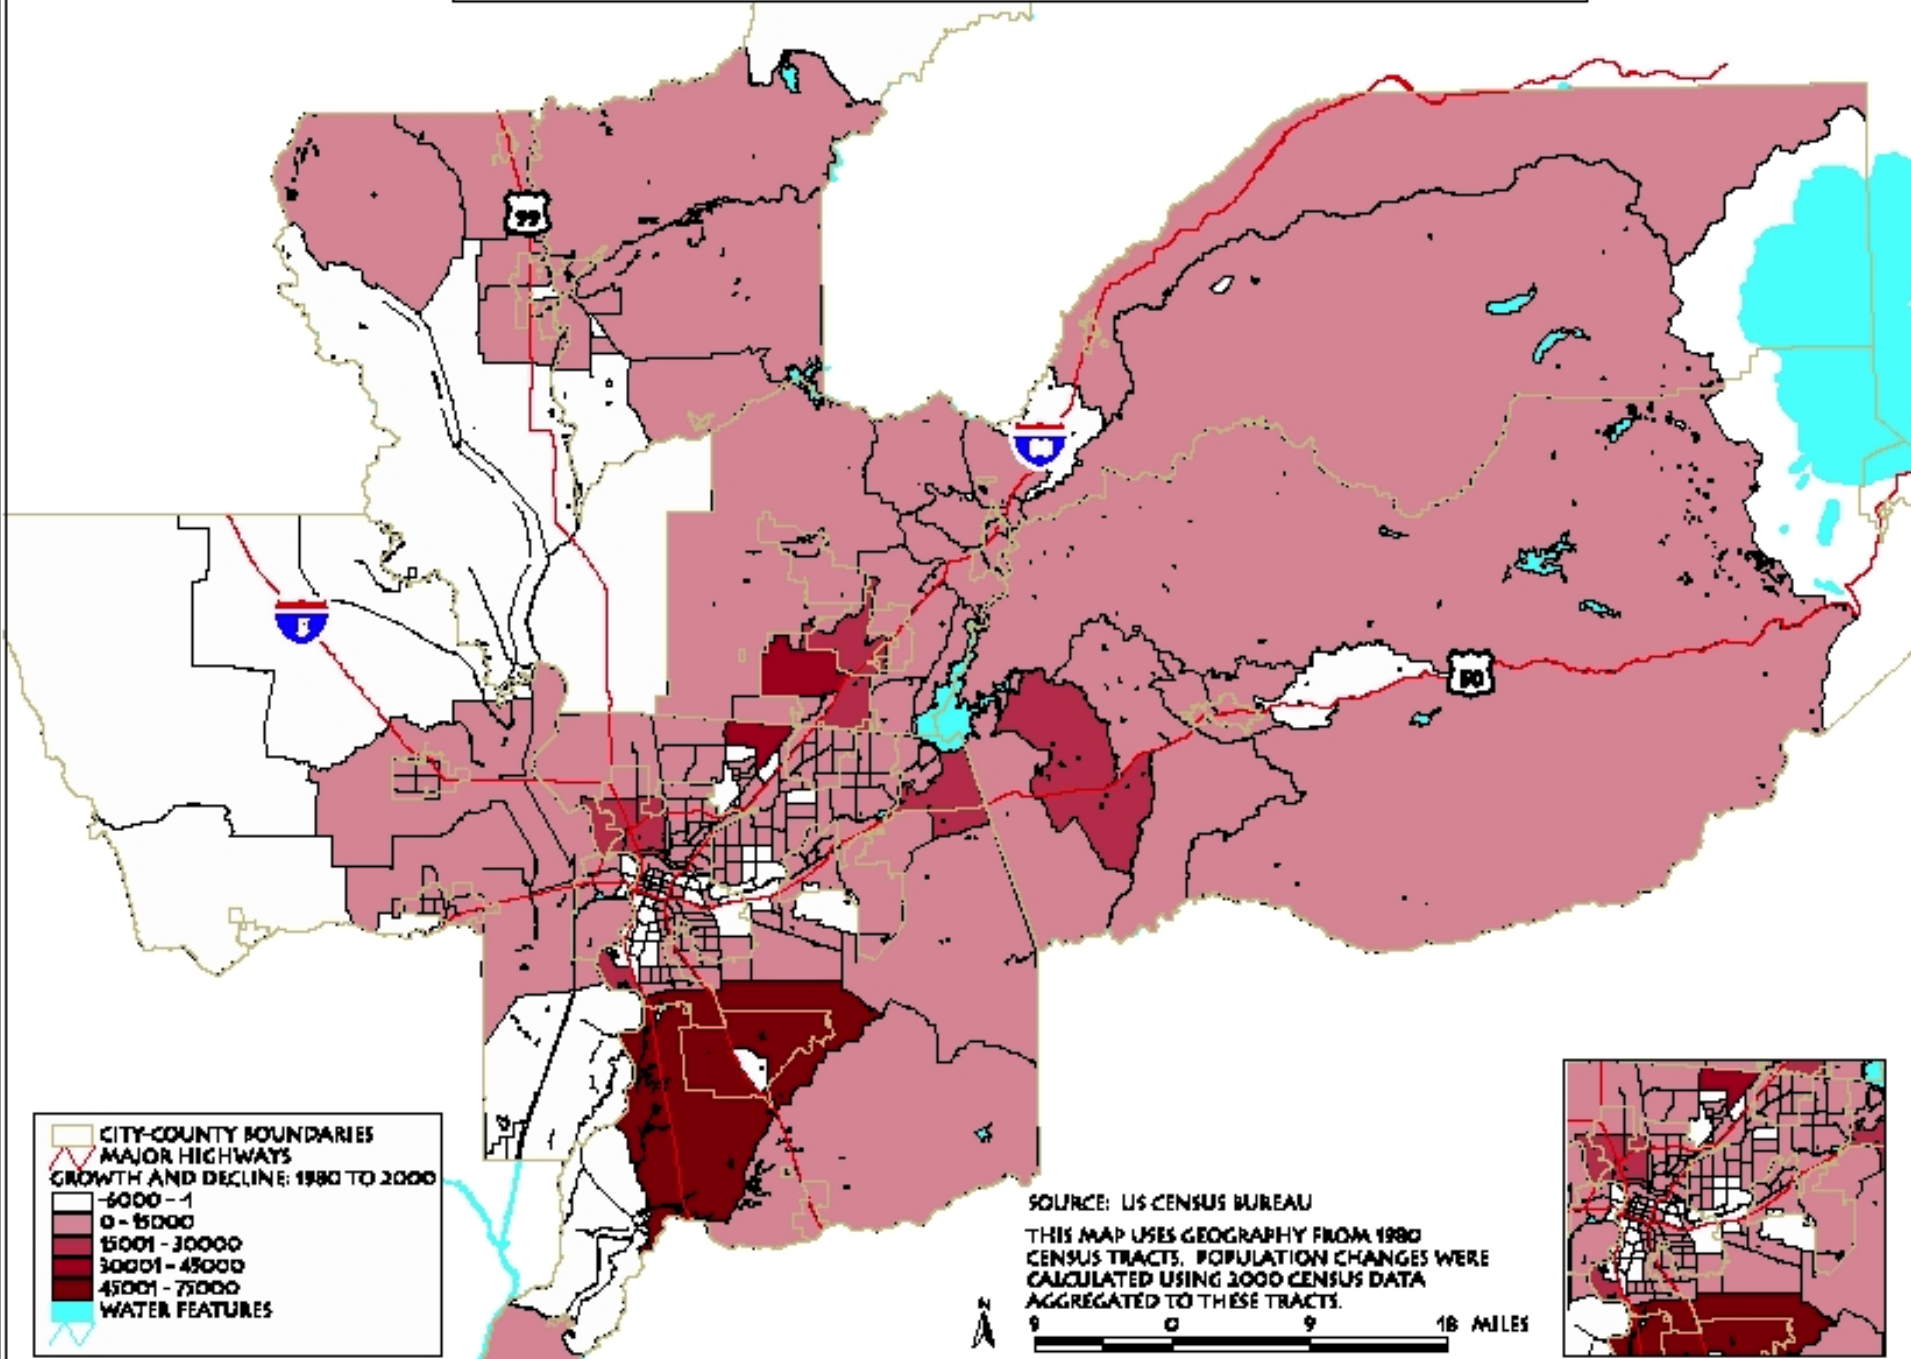 99
5
50
CITY-COUNTY BOUNDARIES
MAJOR HIGHWAYS
GROWTH AND DECLINE: 1980 TO 2000
-6000 - -1
0 - 15000
15001 - 30000
30001 - 45000
45001 - 75000
WATER FEATURES
SOURCE: US CENSUS BUREAU
THIS MAP USES GEOGRAPHY FROM 1980
CENSUS TRACTS. POPULATION CHANGES WERE
CALCULATED USING 2000 CENSUS DATA
AGGREGATED TO THESE TRACTS.
N
9 0 9 18 MILES